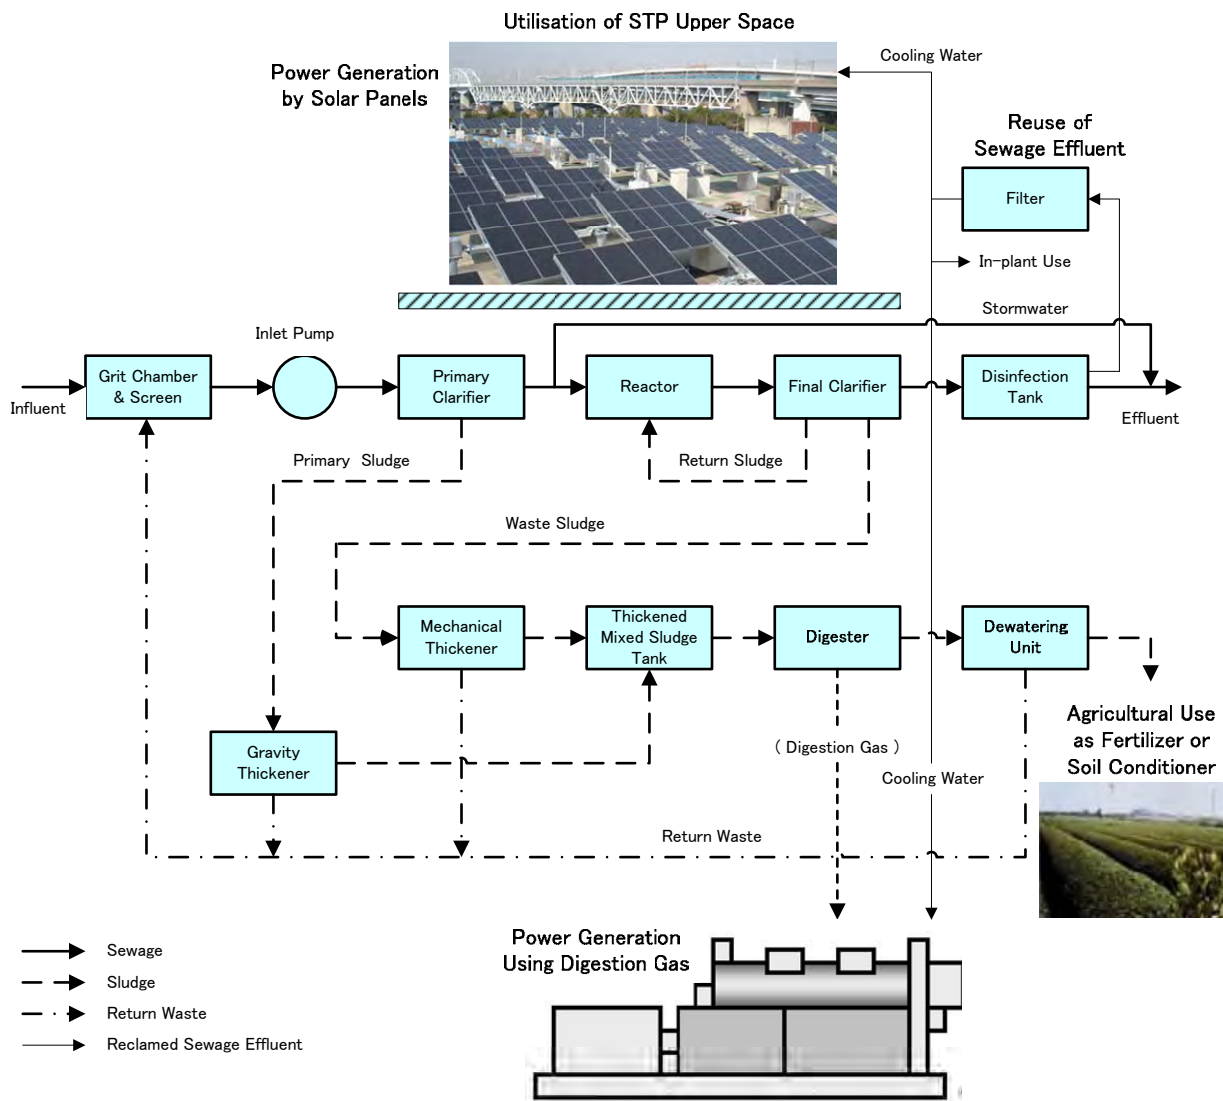 Utilisation of STP Upper Space
Power Generation
by Solar Panels
Cooling Water
Reuse of
Sewage Effluent
Filter
In-plant Use
Stormwater
Inlet Pump
Influent
Grit Chamber
& Screen
Primary
Clarifier
Reactor
Final Clarifier
Disinfection
Tank
Effluent
Primary Sludge
Return Sludge
Waste Sludge
Mechanical
Thickener
Thickened
Mixed Sludge
Tank
Digester
Dewatering
Unit
Gravity
Thickener
( Digestion Gas )
Cooling Water
Agricultural Use
as Fertilizer or
Soil Conditioner
Return Waste
Power Generation
Using Digestion Gas
Sewage
Sludge
Return Waste
Reclamed Sewage Effluent